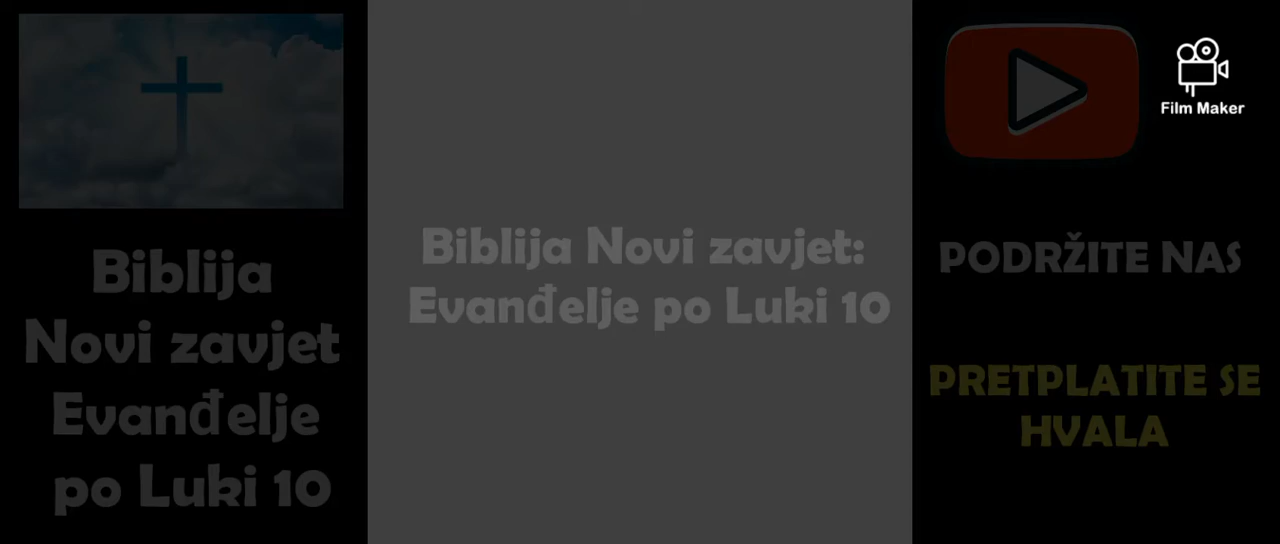 Biblija
Novi zavjet
Evanđelje
po Luki 10
Biblija Novi zavjet:
Evanđelje po Luki 10
Film Maker
PODRŽITE NAS
PRETPLATITE SE
HVALA